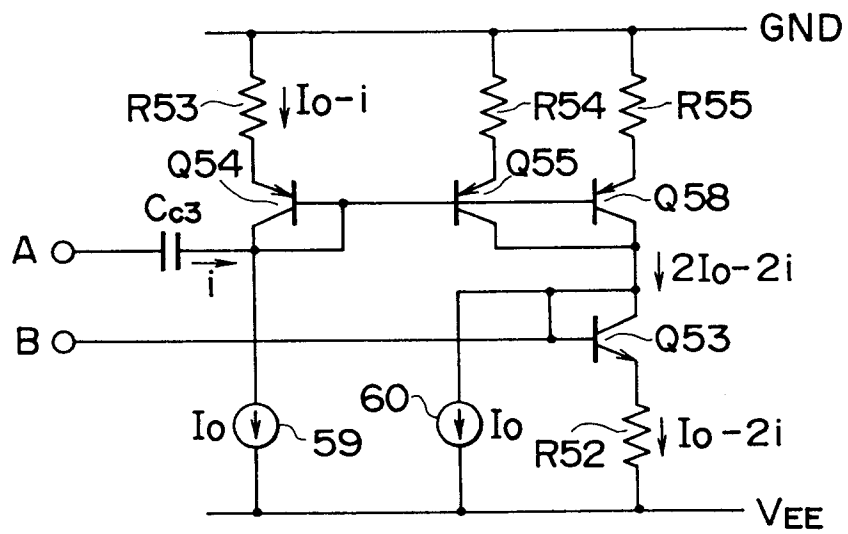 GND
R53
Io-i
R54
R55
Q54
Q55
Q58
Cc3
A
i
2Io-2i
B
Q53
60
Io
59
Io
R52
Io-2i
VEE